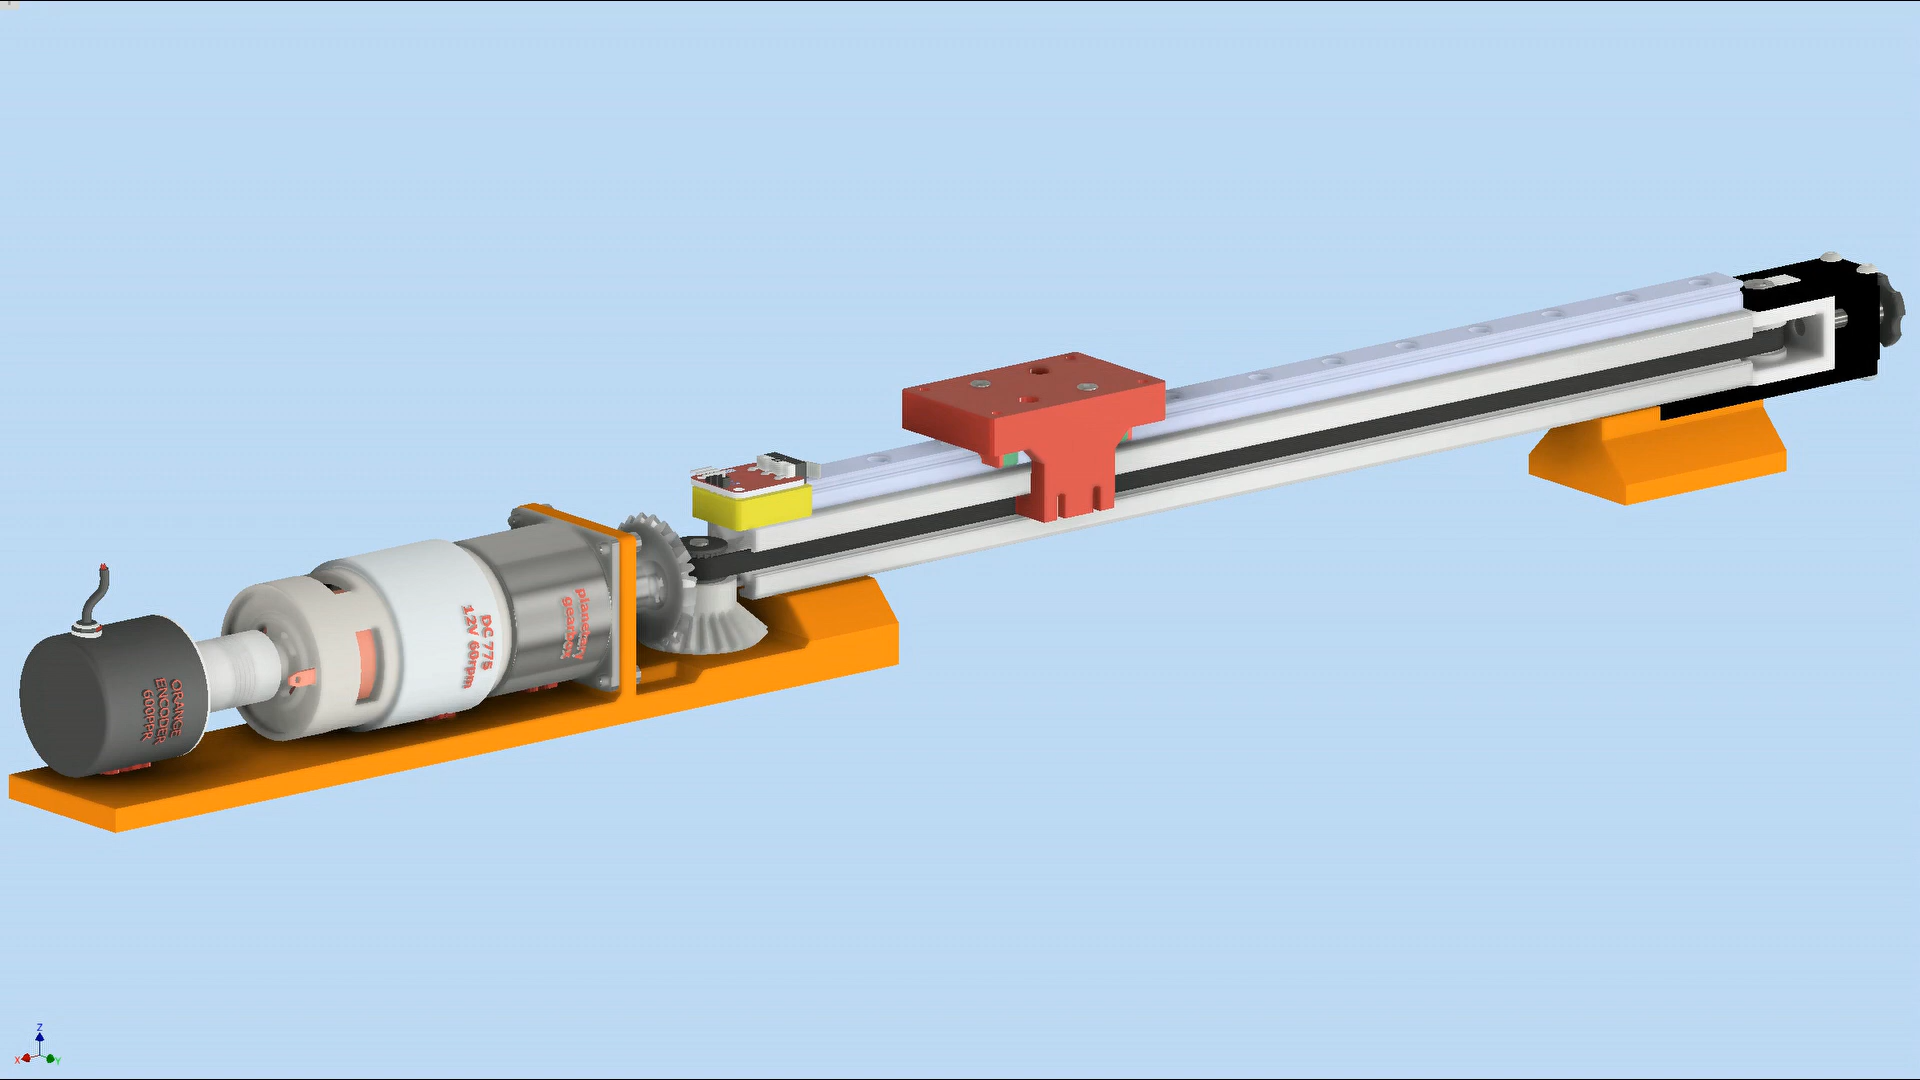 ORANGE
ENCODER
600PPR
DC 775
12V 60rpm
planetary
gearbox
Z
X
Y